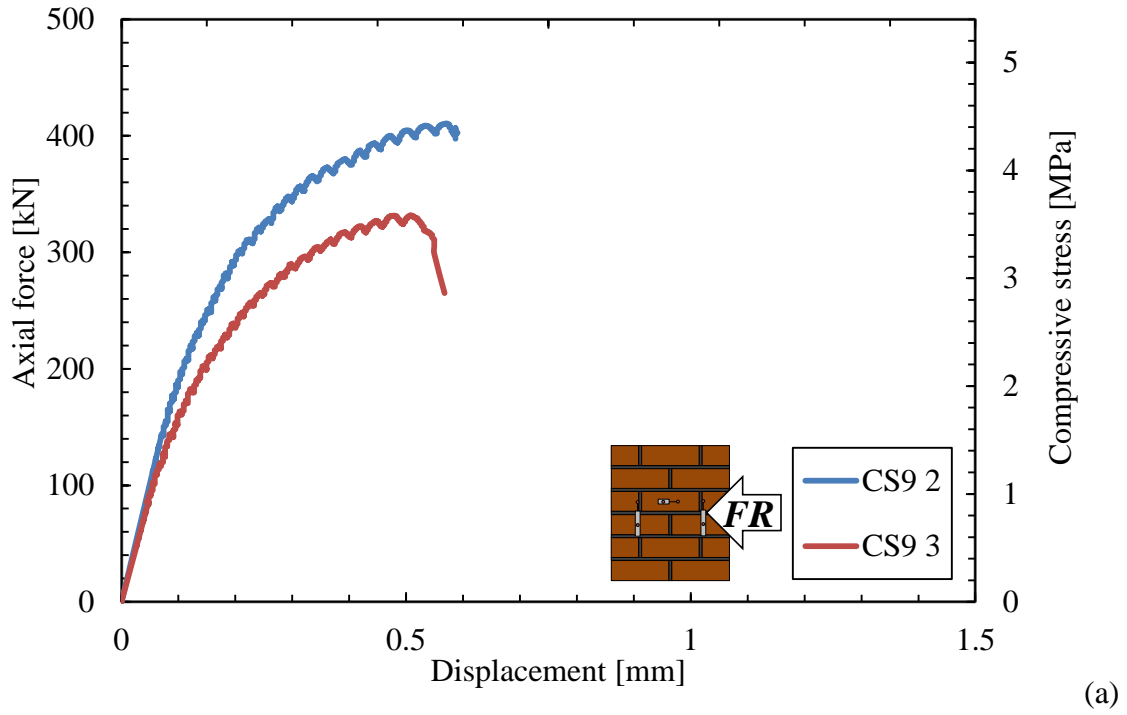 500
400
300
200
100
0
Axial force [kN]
5
4
3
2
1
0
Compressive stress [MPa]
FR
CS9 2
CS9 3
0
0.5
1
1.5
Displacement [mm]
(a)